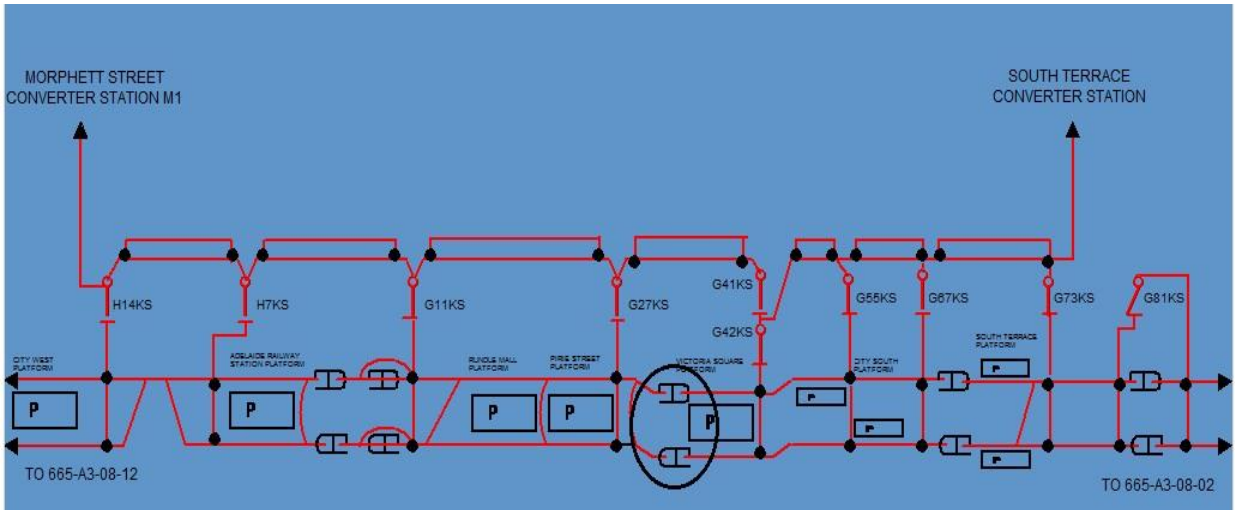 MORPHETT STREET
CONVERTER STATION M1
SOUTH TERRACE
CONVERTER STATION
H14KS
H7KS
G11KS
G27KS
G41KS
G42KS
G55KS
G67KS
G73KS
G81KS
CITY WEST
PLATFORM
ADELAIDE RAILWAY
STATION PLATFORM
RUNDLE MALL
PLATFORM
PIRIE STREET
PLATFORM
VICTORIA SQUARE
PLATFORM
CITY SOUTH
PLATFORM
SOUTH TERRACE
PLATFORM
P
P
P
P
P
P
P
P
P
TO 665-A3-08-12
TO 665-A3-08-02